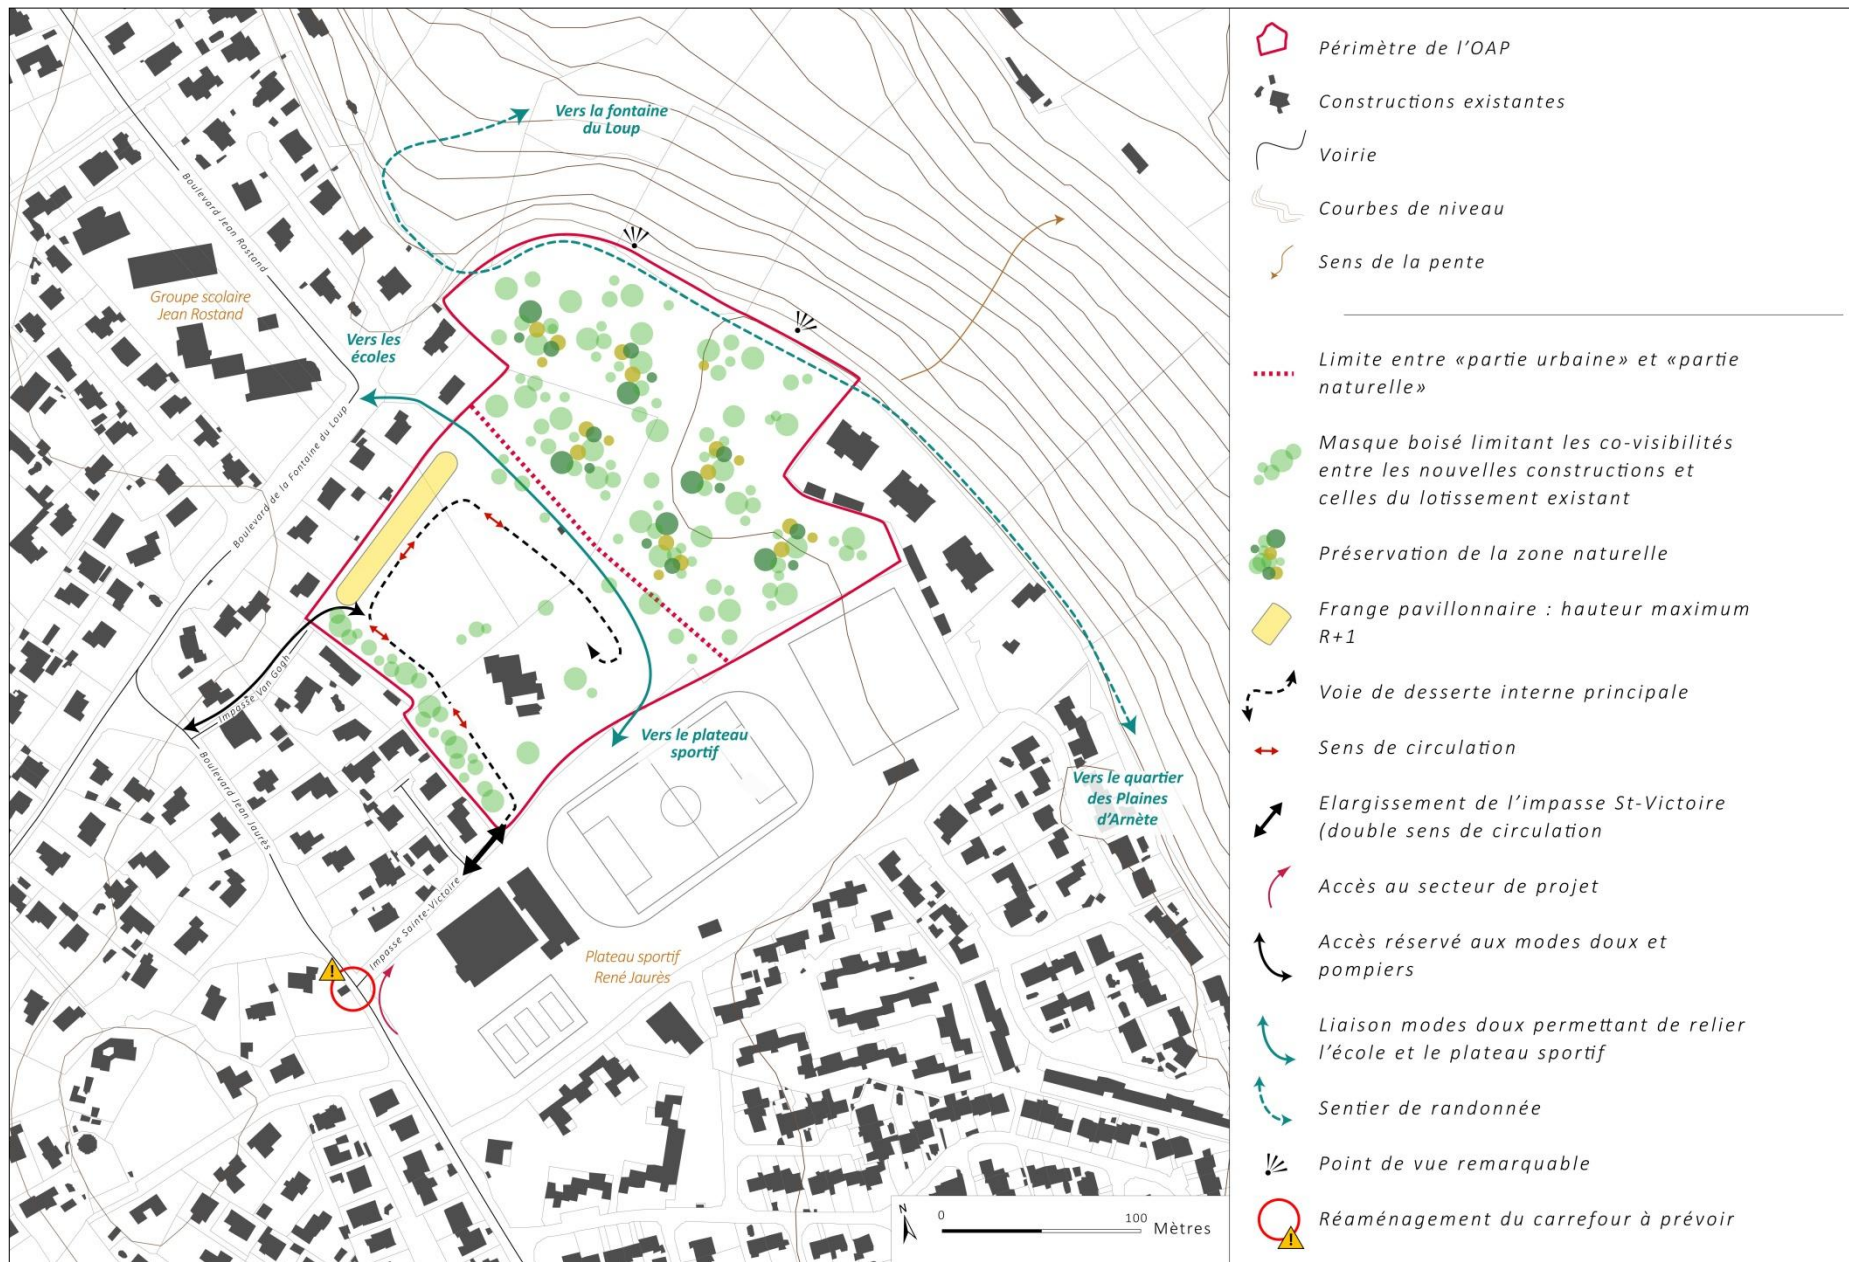 Vers la fontaine
du Loup
Boulevard Jean Rostand
Groupe scolaire
Jean Rostand
Vers les
écoles
Boulevard de la Fontaine du Loup
Impasse Van Gogh
Boulevard Jean Jaurès
Vers le plateau
sportif
Vers le quartier
des Plaines
d'Arnète
Impasse Sainte-Victoire
Plateau sportif
René Jaurès
!
N
0
100
Mètres
Périmètre de l'OAP
Constructions existantes
Voirie
Courbes de niveau
Sens de la pente
Limite entre «partie urbaine» et «partie
naturelle»
Masque boisé limitant les co-visibilités
entre les nouvelles constructions et
celles du lotissement existant
Préservation de la zone naturelle
Frange pavillonnaire : hauteur maximum
R+1
Voie de desserte interne principale
Sens de circulation
Elargissement de l'impasse St-Victoire
(double sens de circulation
Accès au secteur de projet
Accès réservé aux modes doux et
pompiers
Liaison modes doux permettant de relier
l'école et le plateau sportif
Sentier de randonnée
Point de vue remarquable
Réaménagement du carrefour à prévoir
!